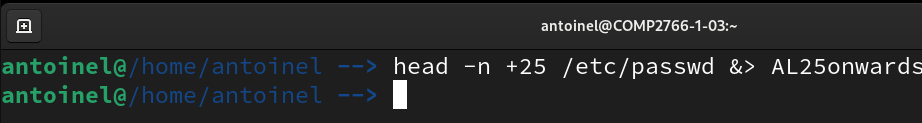 antoinel@COMP2766-1-03:~
antoinel@/home/antoinel --> head -n +25 /etc/passwd &> AL25onwards
antoinel@/home/antoinel -->